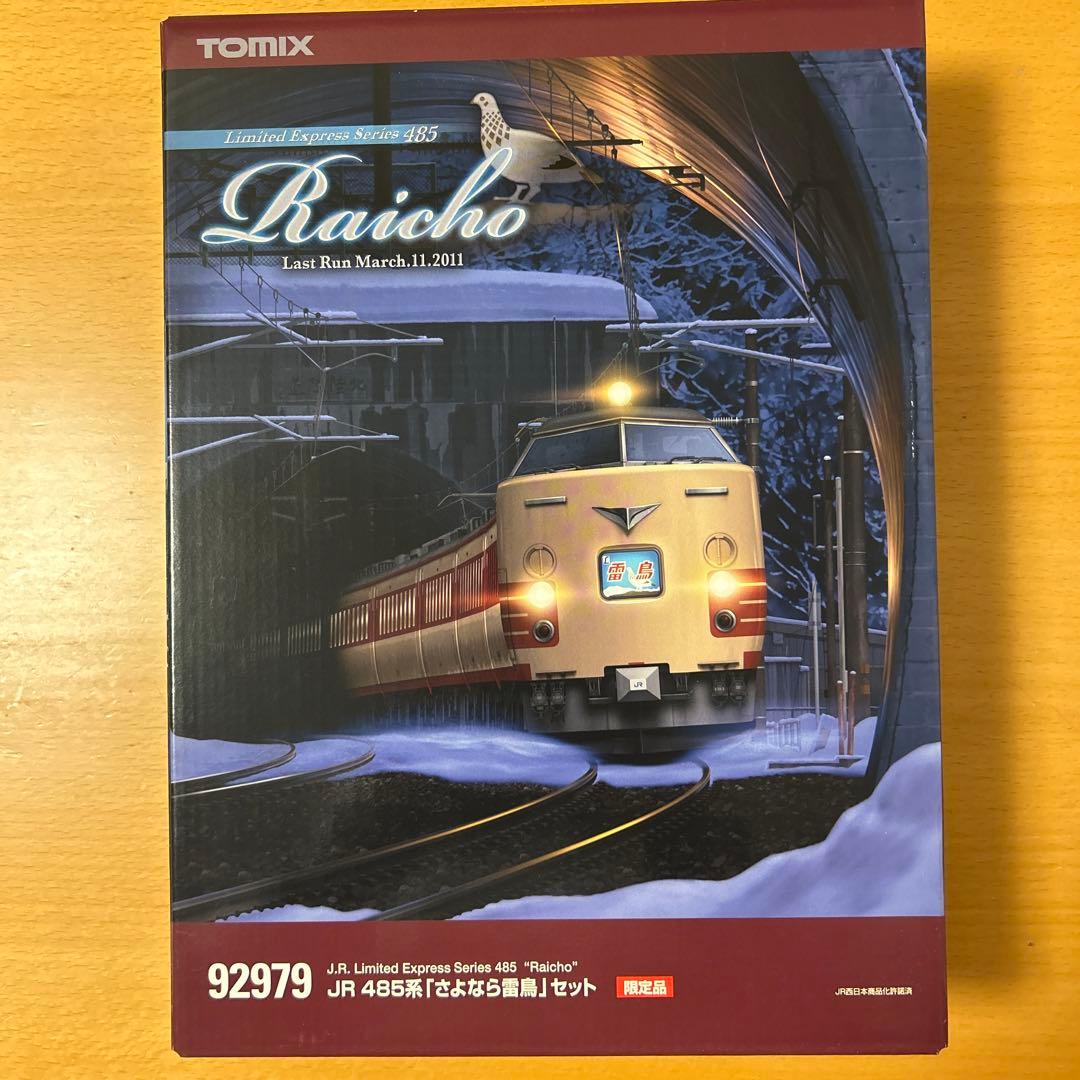 TOMIX
Limited Express Series 485
Raicho
Last Run March.11.2011
雷鳥
JR
92979
J.R. Limited Express Series 485 "Raicho"
JR 485系「さよなら雷鳥」セット 限定品
JR西日本商品化許諾済